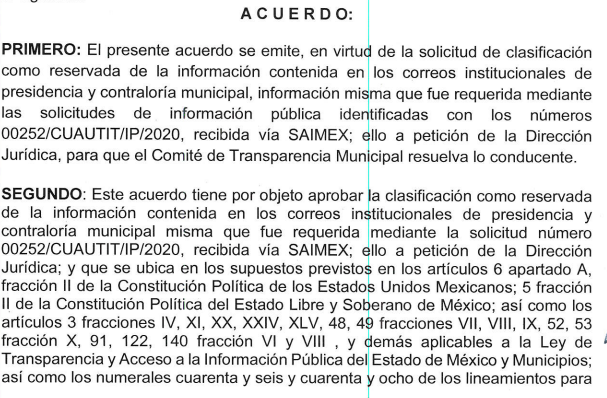 A C U E R D O:
PRIMERO: El presente acuerdo se emite, en virtud de la solicitud de clasificación
como reservada de la información contenida en los correos institucionales de
presidencia y contraloría municipal, información misma que fue requerida mediante
las solicitudes de información pública identificadas con los números
00252/CUAUTIT/IP/2020, recibida vía SAIMEX; ello a petición de la Dirección
Jurídica, para que el Comité de Transparencia Municipal resuelva lo conducente.
SEGUNDO: Este acuerdo tiene por objeto aprobar la clasificación como reservada
de la información contenida en los correos institucionales de presidencia y
contraloría municipal misma que fue requerida mediante la solicitud número
00252/CUAUTIT/IP/2020, recibida vía SAIMEX; ello a petición de la Dirección
Jurídica; y que se ubica en los supuestos previstos en los artículos 6 apartado A,
fracción II de la Constitución Política de los Estados Unidos Mexicanos; 5 fracción
II de la Constitución Política del Estado Libre y Soberano de México; así como los
artículos 3 fracciones IV, XI, XX, XXIV, XLV, 48, 49 fracciones VII, VIII, IX, 52, 53
fracción X, 91, 122, 140 fracción VI y VIII , y demás aplicables a la Ley de
Transparencia y Acceso a la Información Pública del Estado de México y Municipios;
así como los numerales cuarenta y seis y cuarenta y ocho de los lineamientos para